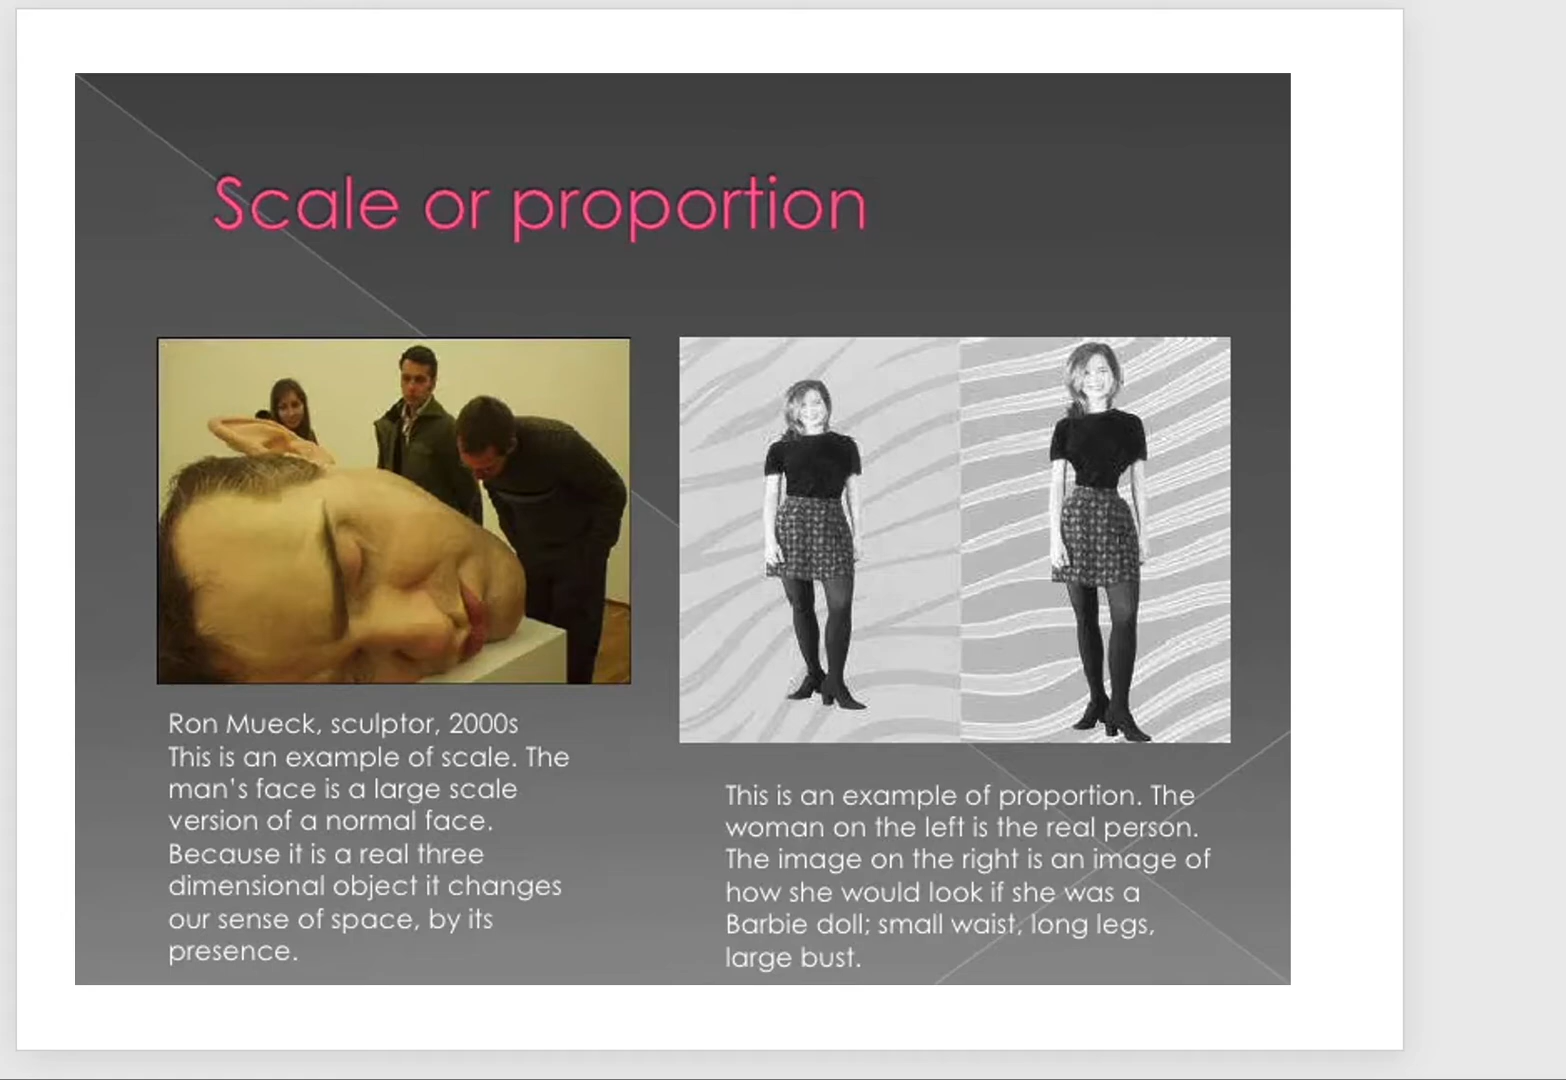 Scale or proportion
Ron Mueck, sculptor, 2000s
This is an example of scale. The
man's face is a large scale
version of a normal face.
Because it is a real three
dimensional object it changes
our sense of space, by its
presence.
This is an example of proportion. The
woman on the left is the real person.
The image on the right is an image of
how she would look if she was a
Barbie doll; small waist, long legs,
large bust.